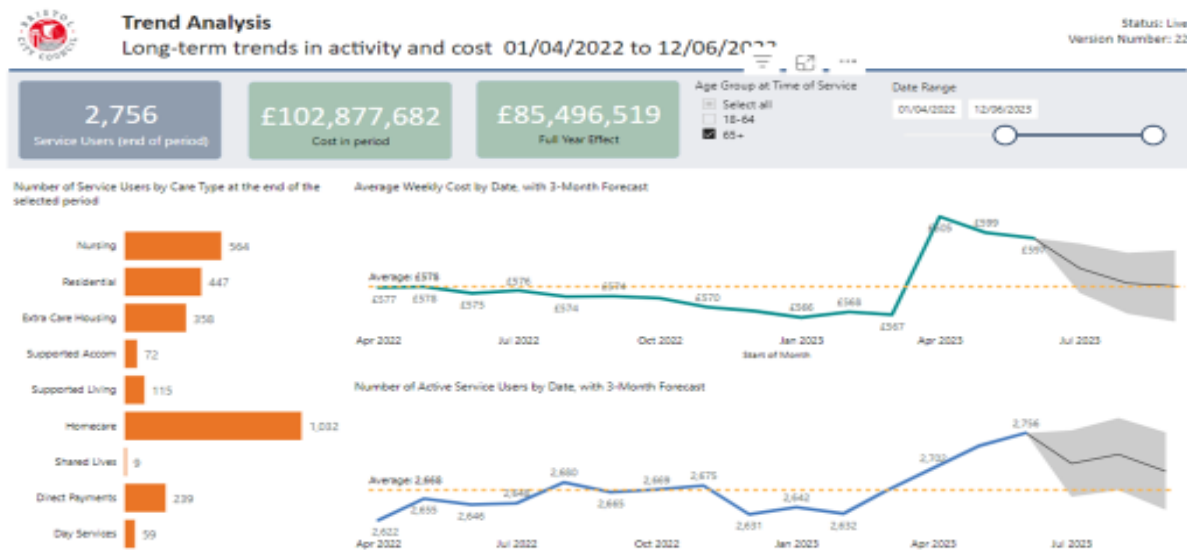 BRISTOL
CITY COUNCIL
Trend Analysis
Long-term trends in activity and cost 01/04/2022 to 12/06/2023
Status: Live
Version Number: 22
2,756
Service Users (end of period)
£102,877,682
Cost in period
£85,496,519
Full Year Effect
Age Group at Time of Service
Select all
18-64
65+
Date Range
01/04/2022 12/06/2023
Number of Service Users by Care Type at the end of the
selected period
Nursing 564
Residential 447
Extra Care Housing 358
Supported Accom 72
Supported Living 115
Homecare 1,032
Shared Lives 9
Direct Payments 239
Day Services 59
Average Weekly Cost by Date, with 3-Month Forecast
Average: £578
£577 £578 £575 £576 £574 £574 £570 £566 £568 £567 £605 £599 £597
Apr 2022 Jul 2022 Oct 2022 Jan 2023 Apr 2023 Jul 2023
Start of Month
Number of Active Service Users by Date, with 3-Month Forecast
Average: 2,668
2,622 2,655 2,646 2,680 2,665 2,669 2,675 2,631 2,642 2,632 2,756
Apr 2022 Jul 2022 Oct 2022 Jan 2023 Apr 2023 Jul 2023